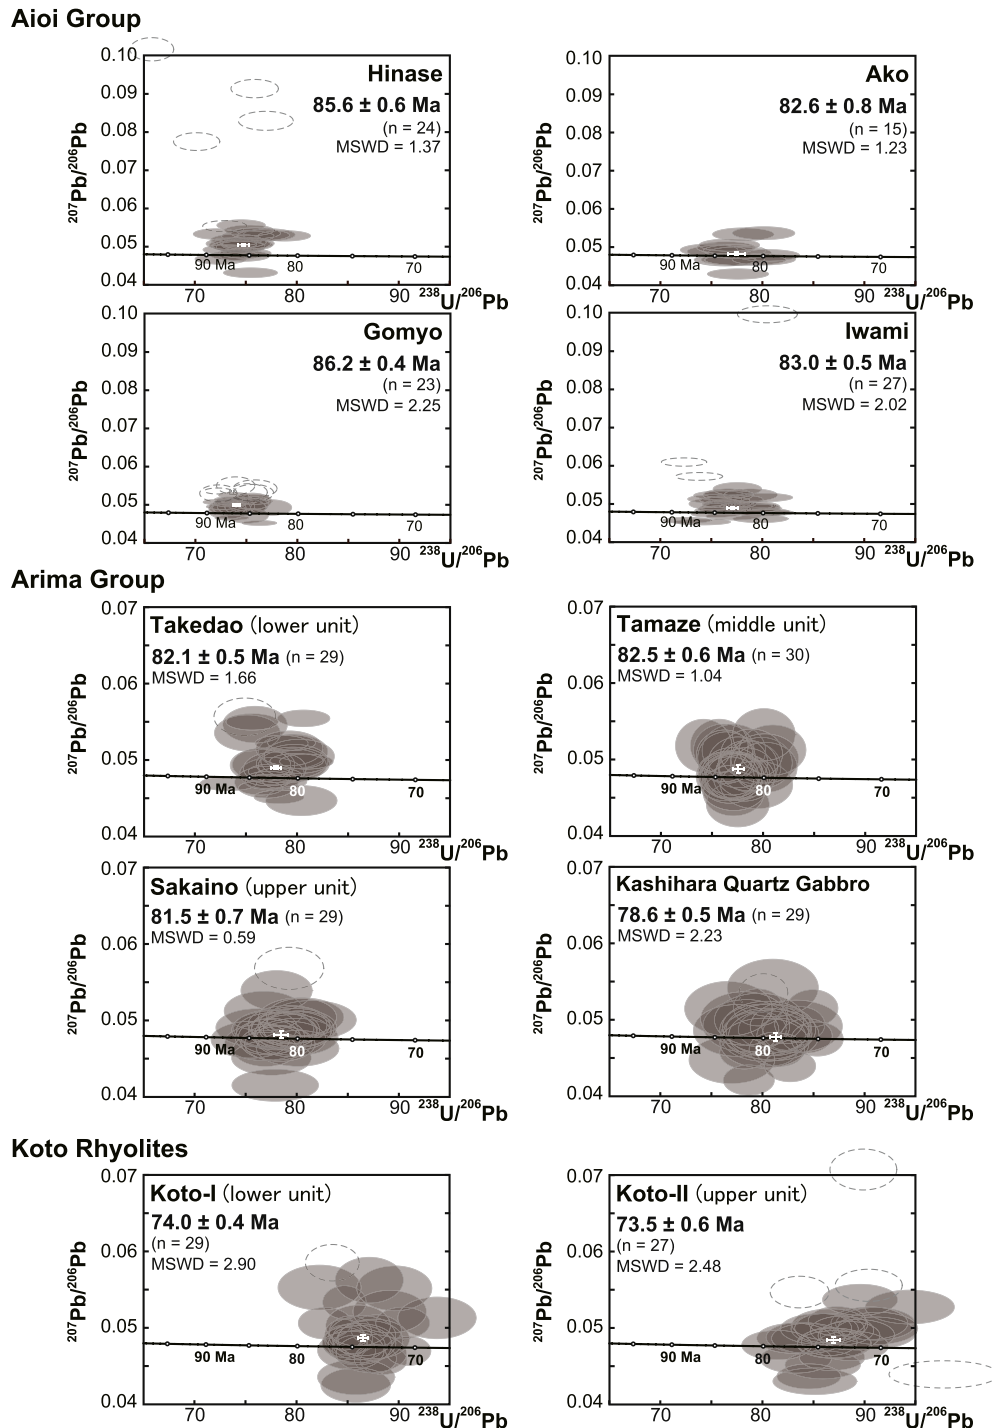 Aioi Group
Hinase
85.6 ± 0.6 Ma
(n = 24)
MSWD = 1.37
0.10
0.09
0.08
0.07
0.06
0.05
0.04
207Pb/206Pb
90 Ma
80
70
70
80
90
238U/206Pb
Ako
82.6 ± 0.8 Ma
(n = 15)
MSWD = 1.23
0.10
0.09
0.08
0.07
0.06
0.05
0.04
207Pb/206Pb
90 Ma
80
70
70
80
90
238U/206Pb
Gomyo
86.2 ± 0.4 Ma
(n = 23)
MSWD = 2.25
0.10
0.09
0.08
0.07
0.06
0.05
0.04
207Pb/206Pb
90 Ma
80
70
70
80
90
238U/206Pb
Iwami
83.0 ± 0.5 Ma
(n = 27)
MSWD = 2.02
0.10
0.09
0.08
0.07
0.06
0.05
0.04
207Pb/206Pb
90 Ma
80
70
70
80
90
238U/206Pb
Arima Group
Takedao (lower unit)
82.1 ± 0.5 Ma (n = 29)
MSWD = 1.66
0.07
0.06
0.05
0.04
207Pb/206Pb
90 Ma
80
70
70
80
90
238U/206Pb
Tamaze (middle unit)
82.5 ± 0.6 Ma (n = 30)
MSWD = 1.04
0.07
0.06
0.05
0.04
207Pb/206Pb
90 Ma
80
70
70
80
90
238U/206Pb
Sakaino (upper unit)
81.5 ± 0.7 Ma (n = 29)
MSWD = 0.59
0.07
0.06
0.05
0.04
207Pb/206Pb
90 Ma
80
70
70
80
90
238U/206Pb
Kashihara Quartz Gabbro
78.6 ± 0.5 Ma (n = 29)
MSWD = 2.23
0.07
0.06
0.05
0.04
207Pb/206Pb
90 Ma
80
70
70
80
90
238U/206Pb
Koto Rhyolites
Koto-I (lower unit)
74.0 ± 0.4 Ma
(n = 29)
MSWD = 2.90
0.07
0.06
0.05
0.04
207Pb/206Pb
90 Ma
80
70
70
80
90
238U/206Pb
Koto-II (upper unit)
73.5 ± 0.6 Ma
(n = 27)
MSWD = 2.48
0.07
0.06
0.05
0.04
207Pb/206Pb
90 Ma
80
70
70
80
90
238U/206Pb